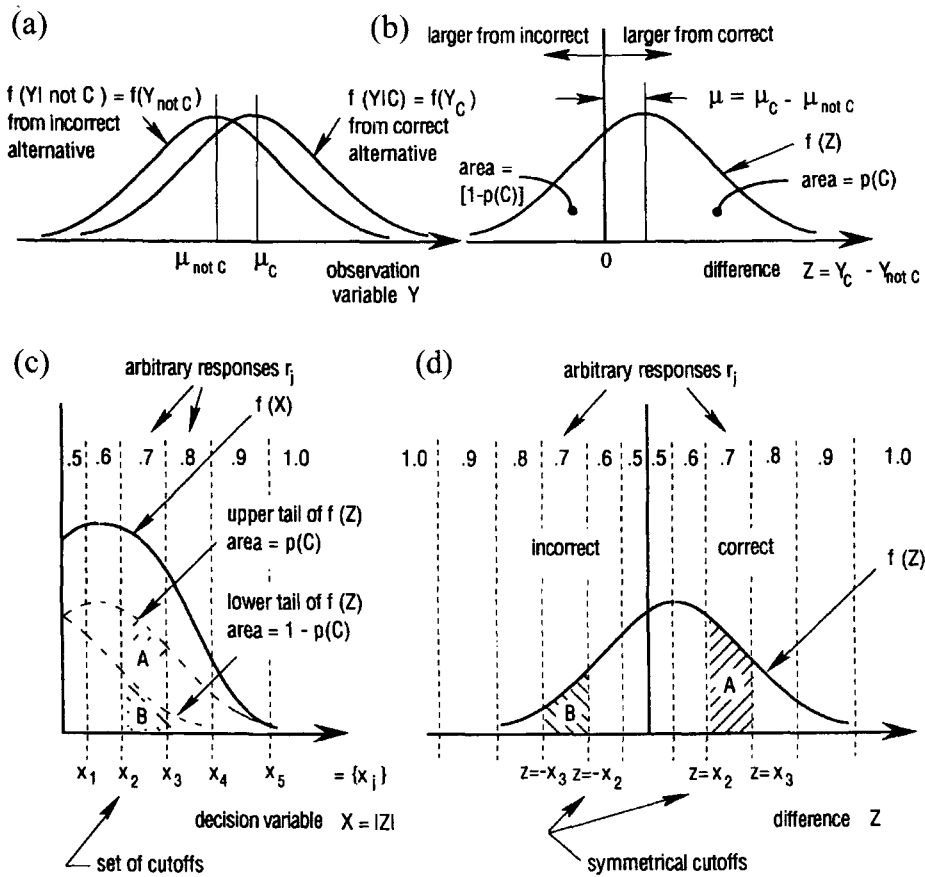 (a)
f (Y| not C ) = f(Y_not C)
from incorrect
alternative
f (Y|C) = f(Y_C)
from correct
alternative
μ_not C
μ_C
observation
variable Y
(b)
larger from incorrect
larger from correct
μ = μ_C - μ_not C
f (Z)
area =
[1-p(C)]
area = p(C)
0
difference Z = Y_C - Y_not C
(c)
arbitrary responses r_j
f (X)
.5 .6 .7 .8 .9 1.0
upper tail of f (Z)
area = p(C)
lower tail of f (Z)
area = 1 - p(C)
A
B
x_1 x_2 x_3 x_4 x_5 = {x_j}
decision variable X = |Z|
set of cutoffs
(d)
arbitrary responses r_j
1.0 .9 .8 .7 .6 .5 .5 .6 .7 .8 .9 1.0
incorrect
correct
f (Z)
B
A
z=-x_3 z=-x_2 z=x_2 z=x_3
difference Z
symmetrical cutoffs